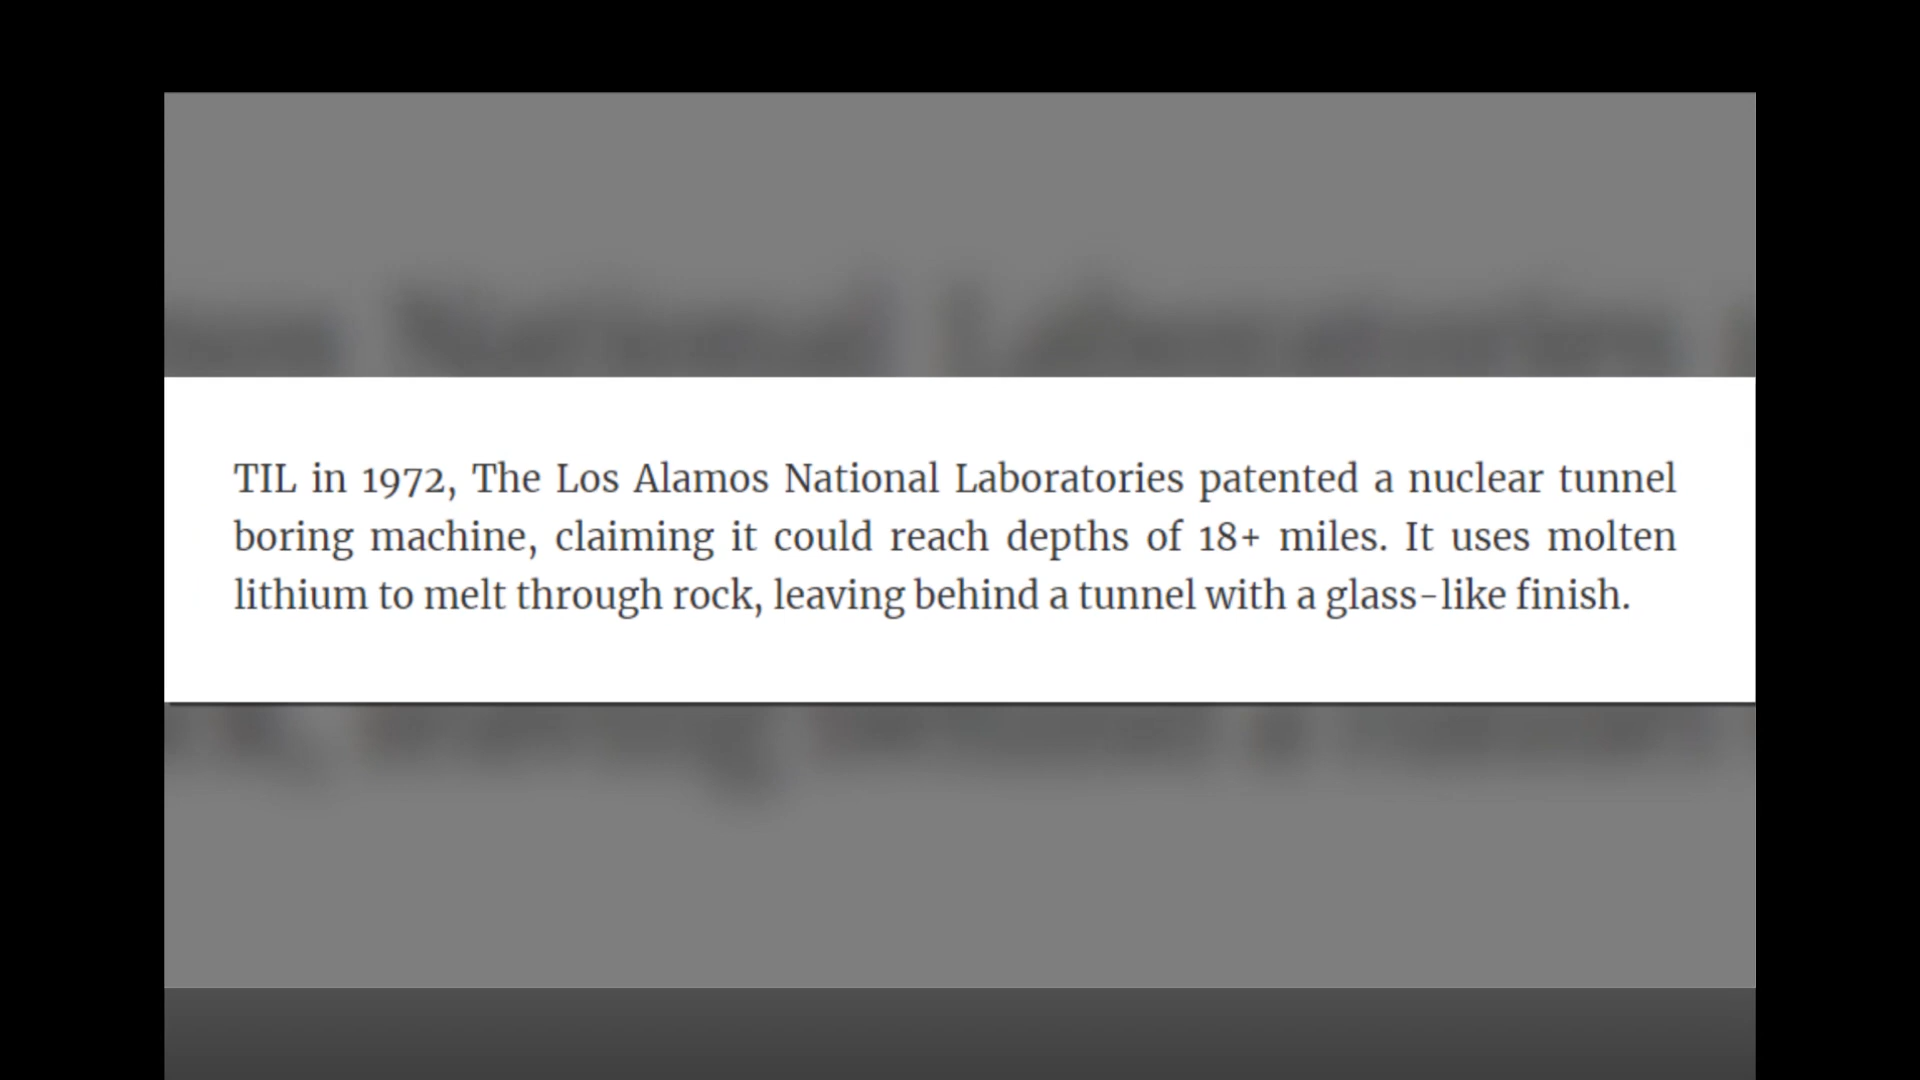 TIL in 1972, The Los Alamos National Laboratories patented a nuclear tunnel
boring machine, claiming it could reach depths of 18+ miles. It uses molten
lithium to melt through rock, leaving behind a tunnel with a glass-like finish.